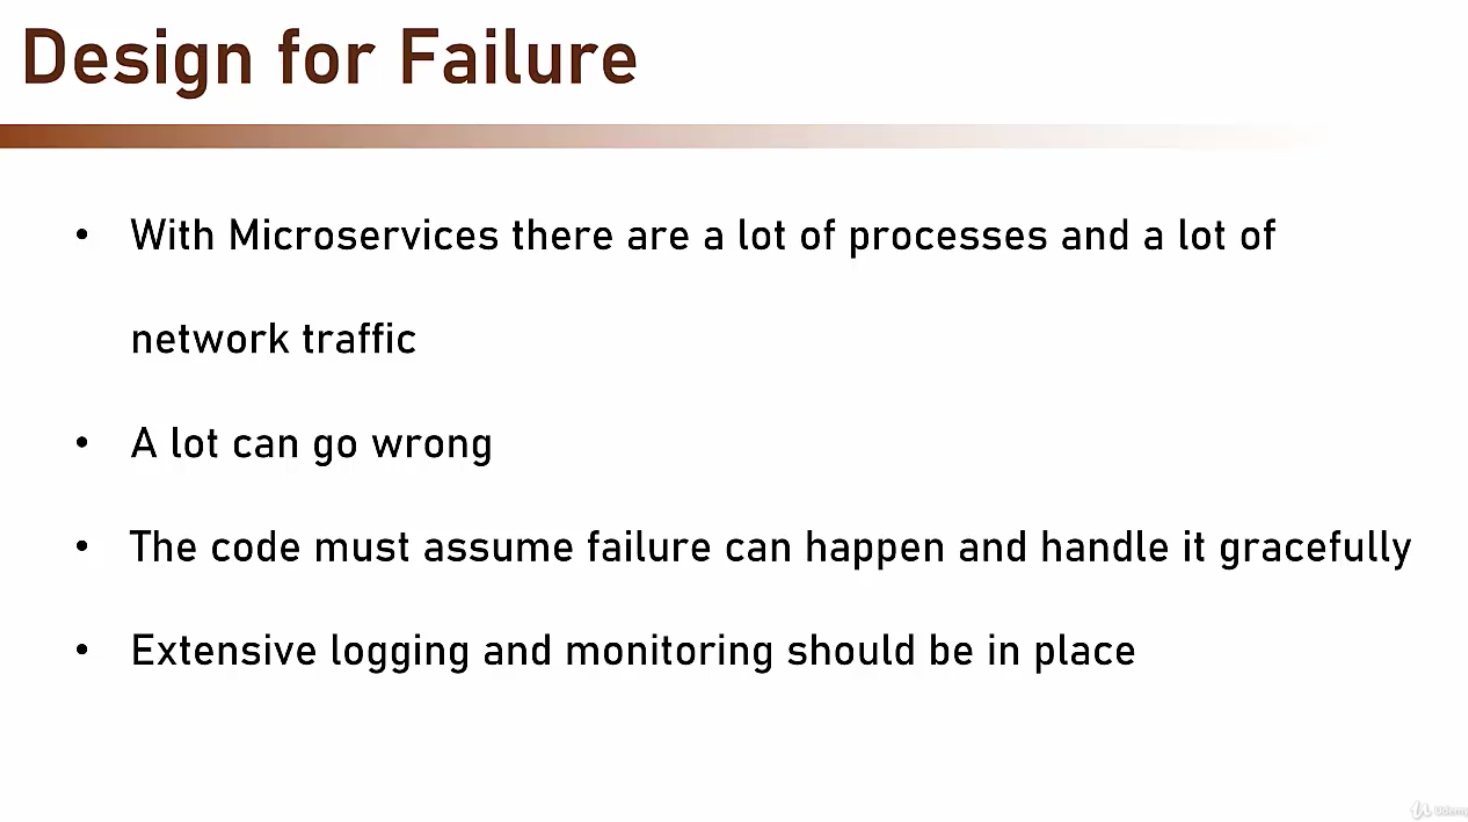 Design for Failure
• With Microservices there are a lot of processes and a lot of
network traffic
• A lot can go wrong
• The code must assume failure can happen and handle it gracefully
• Extensive logging and monitoring should be in place
Udemy